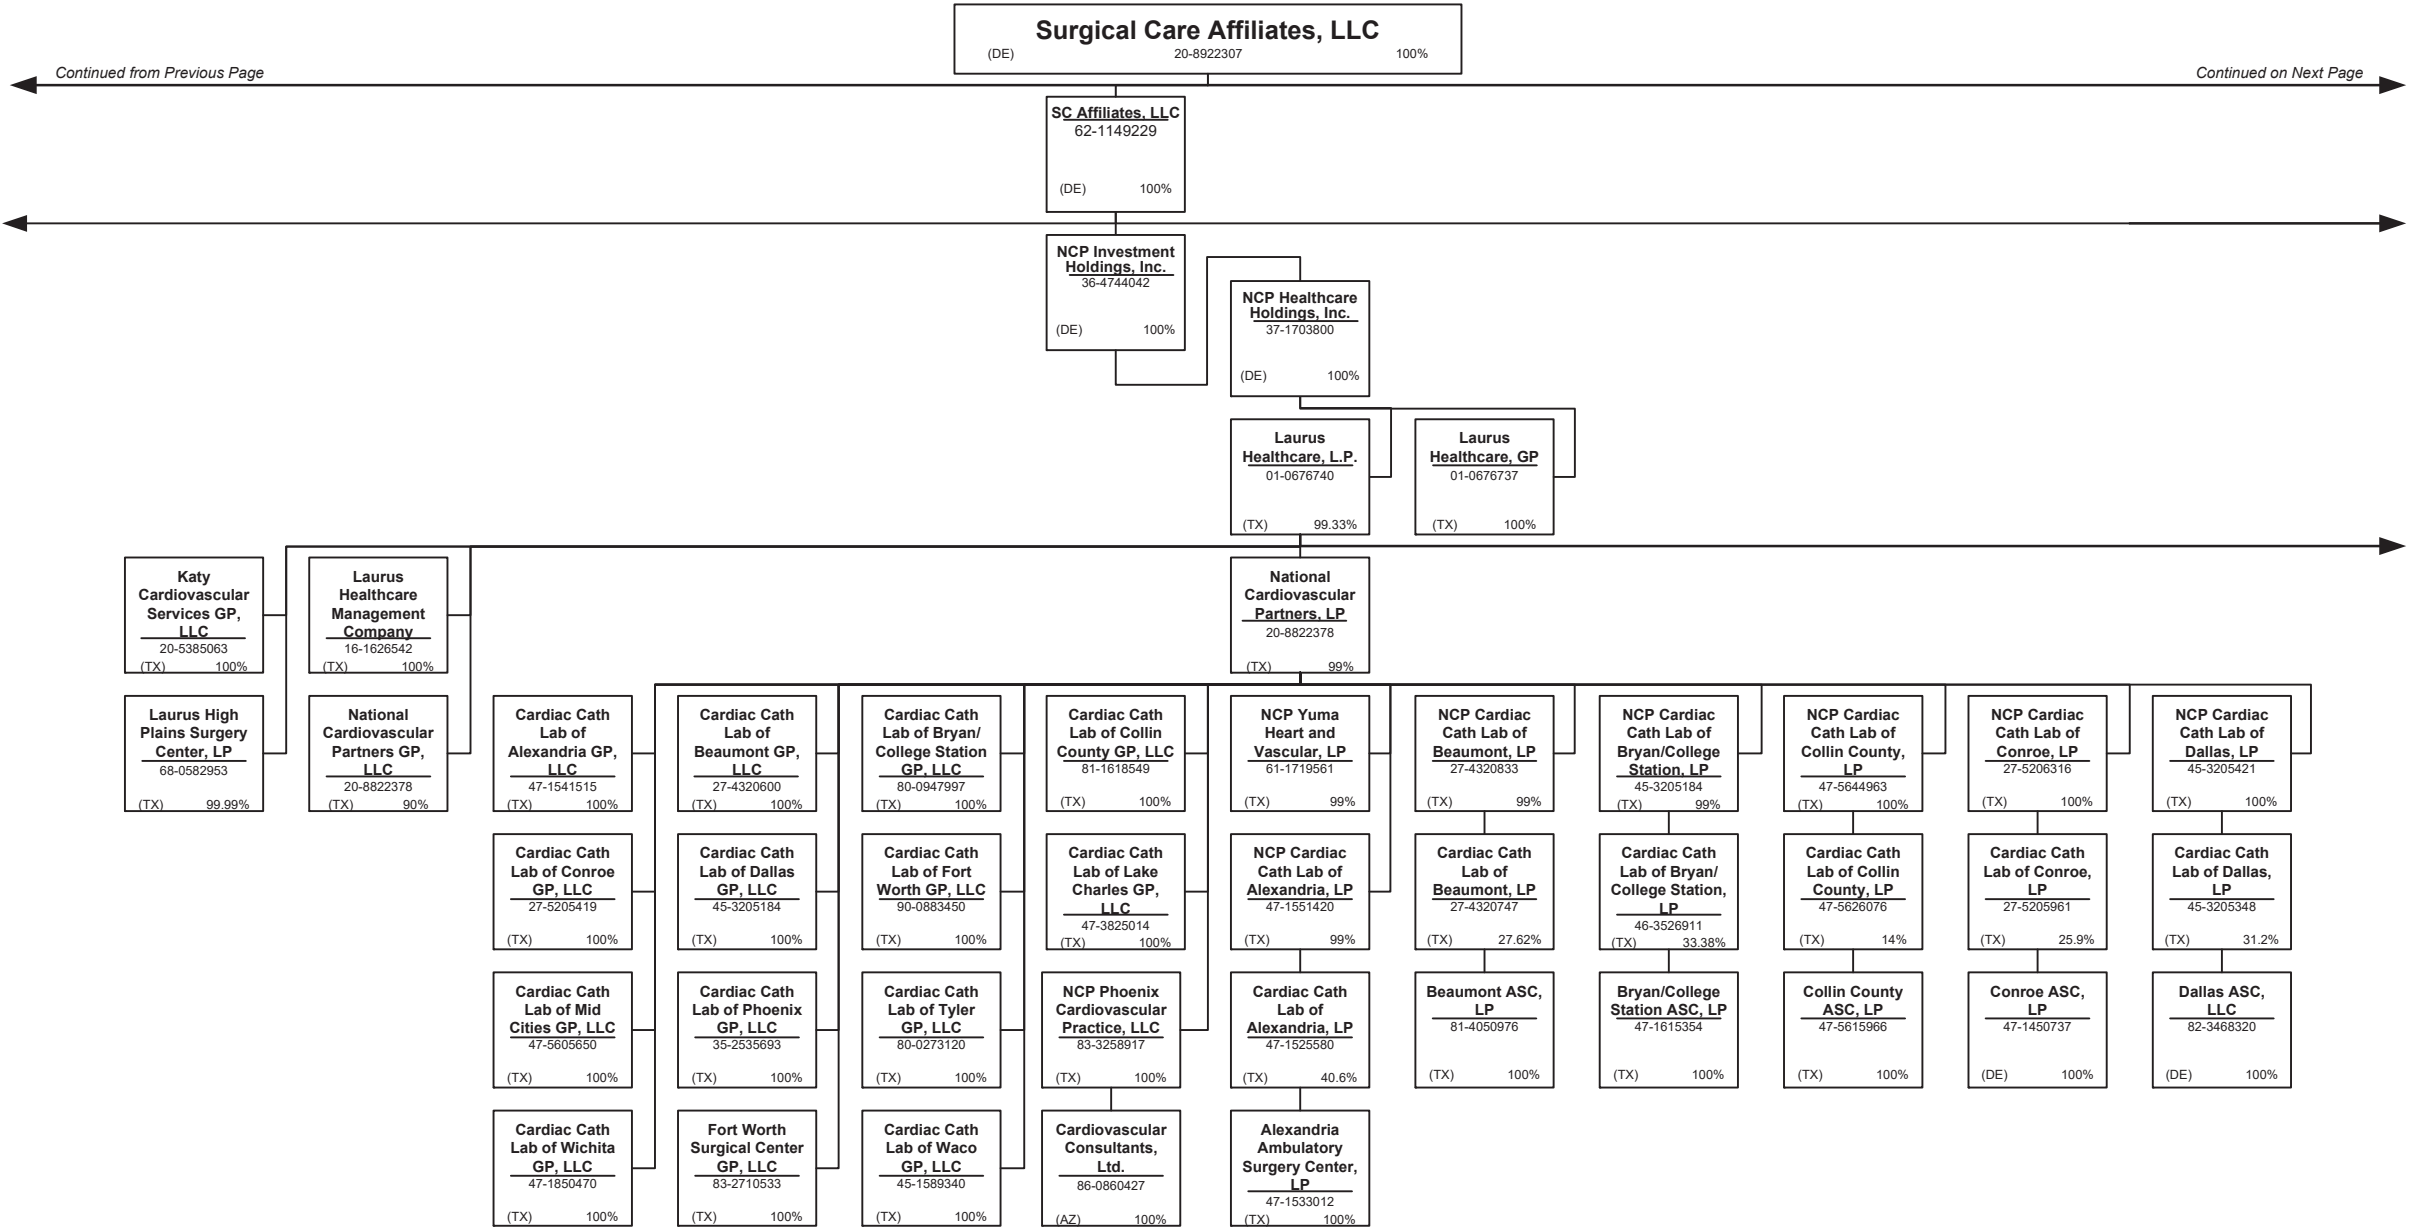 Surgical Care Affiliates, LLC
(DE) 20-8922307 100%
Continued from Previous Page
Continued on Next Page
SC Affiliates, LLC
62-1149229
(DE) 100%
NCP Investment
Holdings, Inc.
36-4744042
(DE) 100%
NCP Healthcare
Holdings, Inc.
37-1703800
(DE) 100%
Laurus
Healthcare, L.P.
01-0676740
(TX) 99.33%
Laurus
Healthcare, GP
01-0676737
(TX) 100%
Katy
Cardiovascular
Services GP,
LLC
20-5385063
(TX) 100%
Laurus
Healthcare
Management
Company
16-1626542
(TX) 100%
National
Cardiovascular
Partners, LP
20-8822378
(TX) 99%
Laurus High
Plains Surgery
Center, LP
68-0582953
(TX) 99.99%
National
Cardiovascular
Partners GP,
LLC
20-8822378
(TX) 90%
Cardiac Cath
Lab of
Alexandria GP,
LLC
47-1541515
(TX) 100%
Cardiac Cath
Lab of
Beaumont GP,
LLC
27-4320600
(TX) 100%
Cardiac Cath
Lab of Bryan/
College Station
GP, LLC
80-0947997
(TX) 100%
Cardiac Cath
Lab of Collin
County GP, LLC
81-1618549
(TX) 100%
NCP Yuma
Heart and
Vascular, LP
61-1719561
(TX) 99%
NCP Cardiac
Cath Lab of
Beaumont, LP
27-4320833
(TX) 99%
NCP Cardiac
Cath Lab of
Bryan/College
Station, LP
45-3205184
(TX) 99%
NCP Cardiac
Cath Lab of
Collin County,
LP
47-5644963
(TX) 100%
NCP Cardiac
Cath Lab of
Conroe, LP
27-5206316
(TX) 100%
NCP Cardiac
Cath Lab of
Dallas, LP
45-3205421
(TX) 100%
Cardiac Cath
Lab of Conroe
GP, LLC
27-5205419
(TX) 100%
Cardiac Cath
Lab of Dallas
GP, LLC
45-3205184
(TX) 100%
Cardiac Cath
Lab of Fort
Worth GP, LLC
90-0883450
(TX) 100%
Cardiac Cath
Lab of Lake
Charles GP,
LLC
47-3825014
(TX) 100%
NCP Cardiac
Cath Lab of
Alexandria, LP
47-1551420
(TX) 99%
Cardiac Cath
Lab of
Beaumont, LP
27-4320747
(TX) 27.62%
Cardiac Cath
Lab of Bryan/
College Station,
LP
46-3526911
(TX) 33.38%
Cardiac Cath
Lab of Collin
County, LP
47-5626076
(TX) 14%
Cardiac Cath
Lab of Conroe,
LP
27-5205961
(TX) 25.9%
Cardiac Cath
Lab of Dallas,
LP
45-3205348
(TX) 31.2%
Cardiac Cath
Lab of Mid
Cities GP, LLC
47-5605650
(TX) 100%
Cardiac Cath
Lab of Phoenix
GP, LLC
35-2535693
(TX) 100%
Cardiac Cath
Lab of Tyler
GP, LLC
80-0273120
(TX) 100%
NCP Phoenix
Cardiovascular
Practice, LLC
83-3258917
(TX) 100%
Cardiac Cath
Lab of
Alexandria, LP
47-1525580
(TX) 40.6%
Beaumont ASC,
LP
81-4050976
(TX) 100%
Bryan/College
Station ASC, LP
47-1615354
(TX) 100%
Collin County
ASC, LP
47-5615966
(TX) 100%
Conroe ASC,
LP
47-1450737
(DE) 100%
Dallas ASC,
LLC
82-3468320
(DE) 100%
Cardiac Cath
Lab of Wichita
GP, LLC
47-1850470
(TX) 100%
Fort Worth
Surgical Center
GP, LLC
83-2710533
(TX) 100%
Cardiac Cath
Lab of Waco
GP, LLC
45-1589340
(TX) 100%
Cardiovascular
Consultants,
Ltd.
86-0860427
(AZ) 100%
Alexandria
Ambulatory
Surgery Center,
LP
47-1533012
(TX) 100%